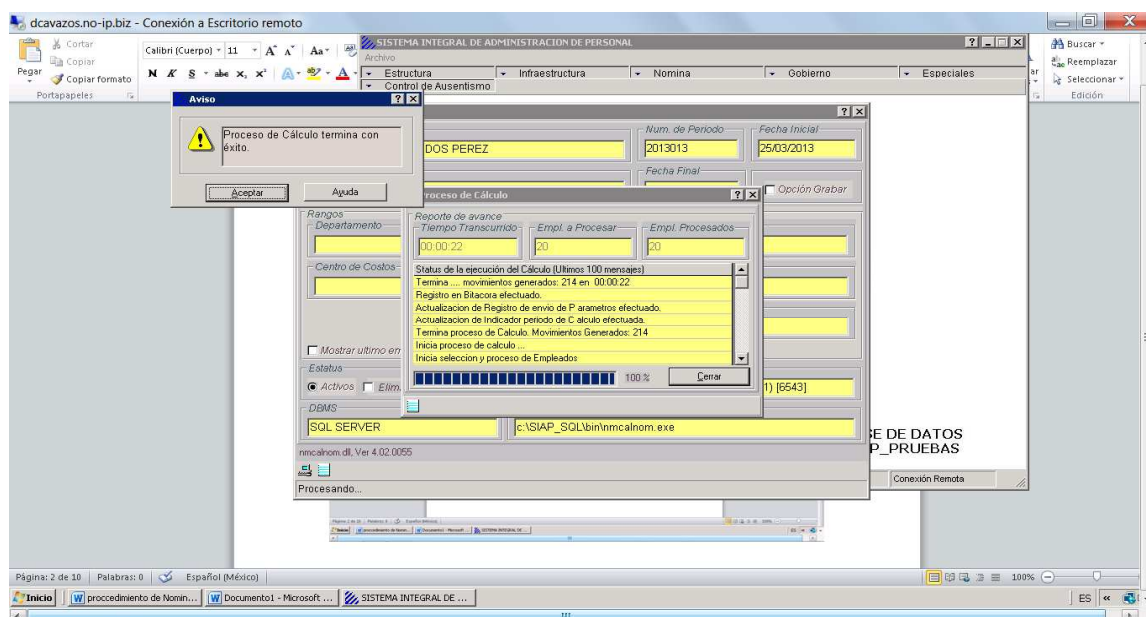 dcavazos.no-ip.biz - Conexión a Escritorio remoto
Cortar
Copiar
Pegar
Copiar formato
Portapapeles
Calibri (Cuerpo) 11
N K S abc x, x²
SISTEMA INTEGRAL DE ADMINISTRACION DE PERSONAL
Archivo
Estructura Infraestructura Nomina Gobierno Especiales
Control de Ausentismo
Buscar
Reemplazar
Seleccionar
Edición
Aviso
Proceso de Cálculo termina con
éxito.
Aceptar Ayuda
DOS PEREZ
Num. de Periodo
2013013
Fecha Inicial
25/03/2013
Fecha Final
Opción Grabar
Rangos
Departamento
Centro de Costos
Mostrar ultimo em
Estatus
Activos Elim.
1) [6543]
DBMS
SQL SERVER
c:\SIAP_SQL\bin\nmcalnom.exe
nmcalnom.dll, Ver 4.02.0055
Procesando...
Proceso de Cálculo
Reporte de avance
Tiempo Transcurrido Empl. a Procesar Empl. Procesados
00:00:22 20 20
Status de la ejecución del Cálculo (Ultimos 100 mensajes)
Termina .... movimientos generados: 214 en 00:00:22
Registro en Bitacora efectuado.
Actualizacion de Registro de envio de P arametros efectuado.
Actualizacion de Indicador periodo de C alculo efectuada.
Termina proceso de Calculo. Movimientos Generados: 214
Inicia proceso de calculo ...
Inicia seleccion y proceso de Empleados
100 % Cerrar
SE DE DATOS
P_PRUEBAS
Conexión Remota
Página: 2 de 10 Palabras: 0 Español (México) 100%
Inicio proccedimiento de Nomin... Documento1 - Microsoft ... SISTEMA INTEGRAL DE ... ES